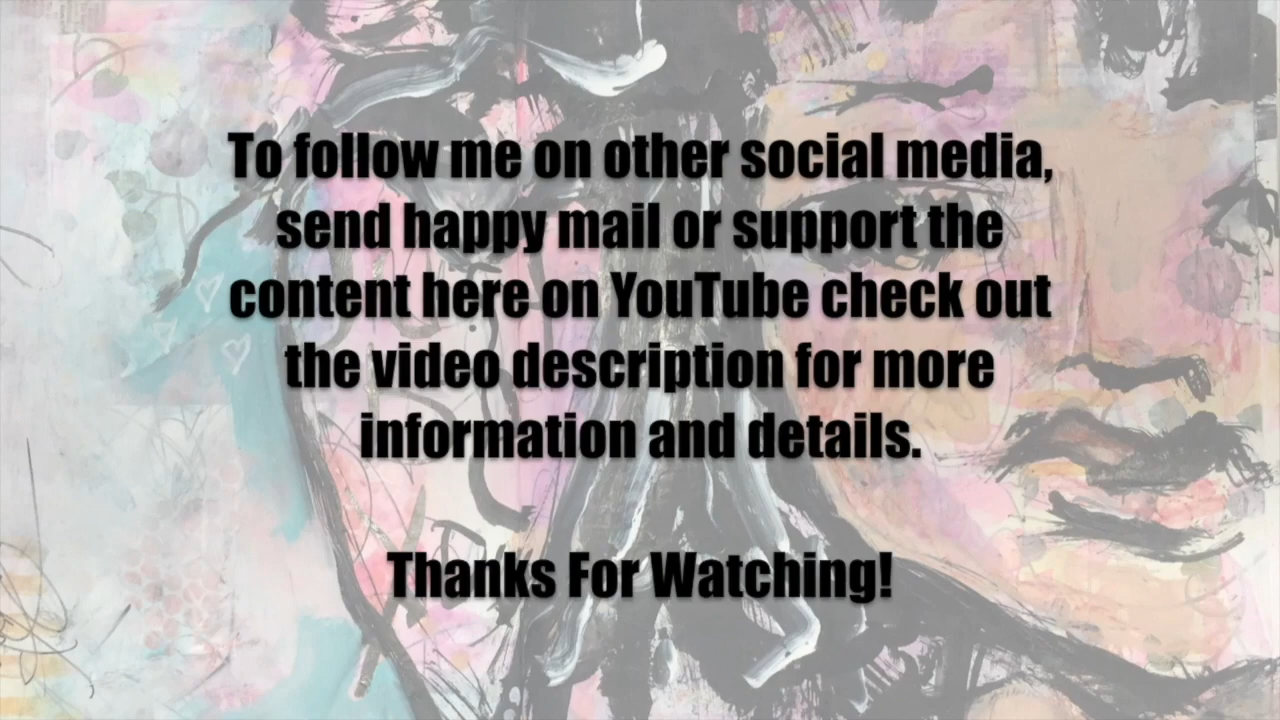 To follow me on other social media,
send happy mail or support the
content here on YouTube check out
the video description for more
information and details.
Thanks For Watching!